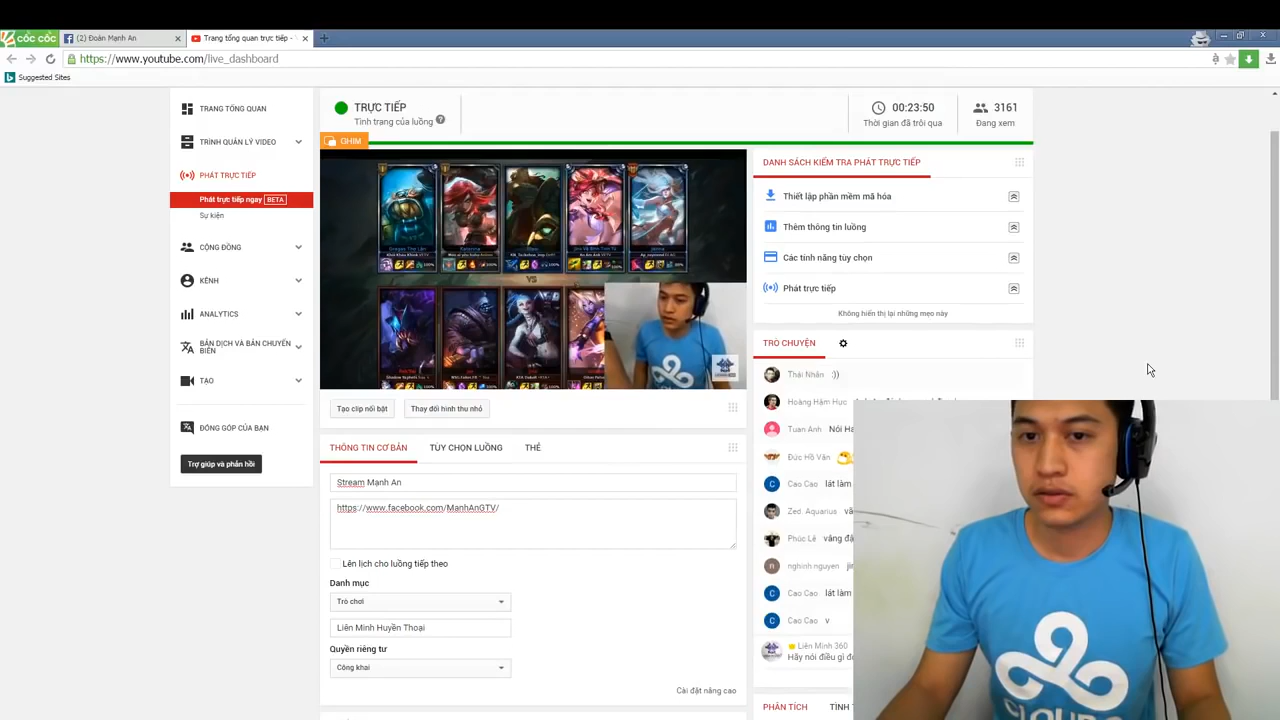 CỐC CỐC
(2) Đoàn Mạnh An
Trang tổng quan trực tiếp -
https://www.youtube.com/live_dashboard
Suggested Sites
TRANG TỔNG QUAN
TRÌNH QUẢN LÝ VIDEO
PHÁT TRỰC TIẾP
Phát trực tiếp ngay BETA
Sự kiện
CỘNG ĐỒNG
KÊNH
ANALYTICS
BẢN DỊCH VÀ BẢN CHUYỂN
BIÊN
TẠO
ĐÓNG GÓP CỦA BẠN
Trợ giúp và phản hồi
TRỰC TIẾP
Tình trạng của luồng
00:23:50
Thời gian đã trôi qua
3161
Đang xem
GHIM
VS
Tạo clip nổi bật
Thay đổi hình thu nhỏ
THÔNG TIN CƠ BẢN
TÙY CHỌN LUỒNG
THẺ
Stream Mạnh An
https://www.facebook.com/ManhAnGTV/
Lên lịch cho luồng tiếp theo
Danh mục
Trò chơi
Liên Minh Huyền Thoại
Quyền riêng tư
Công khai
Cài đặt nâng cao
DANH SÁCH KIỂM TRA PHÁT TRỰC TIẾP
Thiết lập phần mềm mã hóa
Thêm thông tin luồng
Các tính năng tùy chọn
Phát trực tiếp
Không hiển thị lại những mẹo này
TRÒ CHUYỆN
Thái Nhân :))
Hoàng Hậm Hực
Tuan Anh Nói
Đức Hồ Văn
Cao Cao lát làm
Zed Aquarius
Phúc Lê vâng
nghinh nguyen
Cao Cao lát làm
Cao Cao v
Liên Minh 360
Hãy nói điều gì
PHÂN TÍCH
TÌNH
CLOUD9